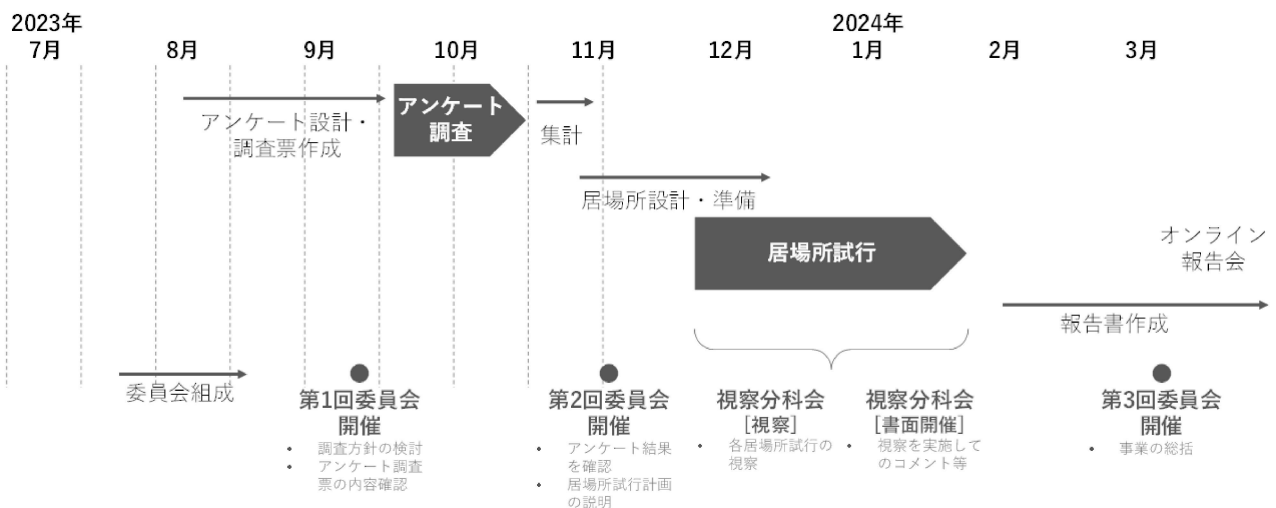 2023年
7月
8月
9月
10月
11月
12月
2024年
1月
2月
3月
アンケート設計・
調査票作成
アンケート
調査
集計
居場所設計・準備
居場所試行
オンライン
報告会
報告書作成
委員会組成
第1回委員会
開催
• 調査方針の検討
• アンケート調査
票の内容確認
第2回委員会
開催
• アンケート結果
を確認
• 居場所試行計画
の説明
視察分科会
[視察]
• 各居場所試行の
視察
視察分科会
[書面開催]
• 視察を実施して
のコメント等
第3回委員会
開催
• 事業の総括